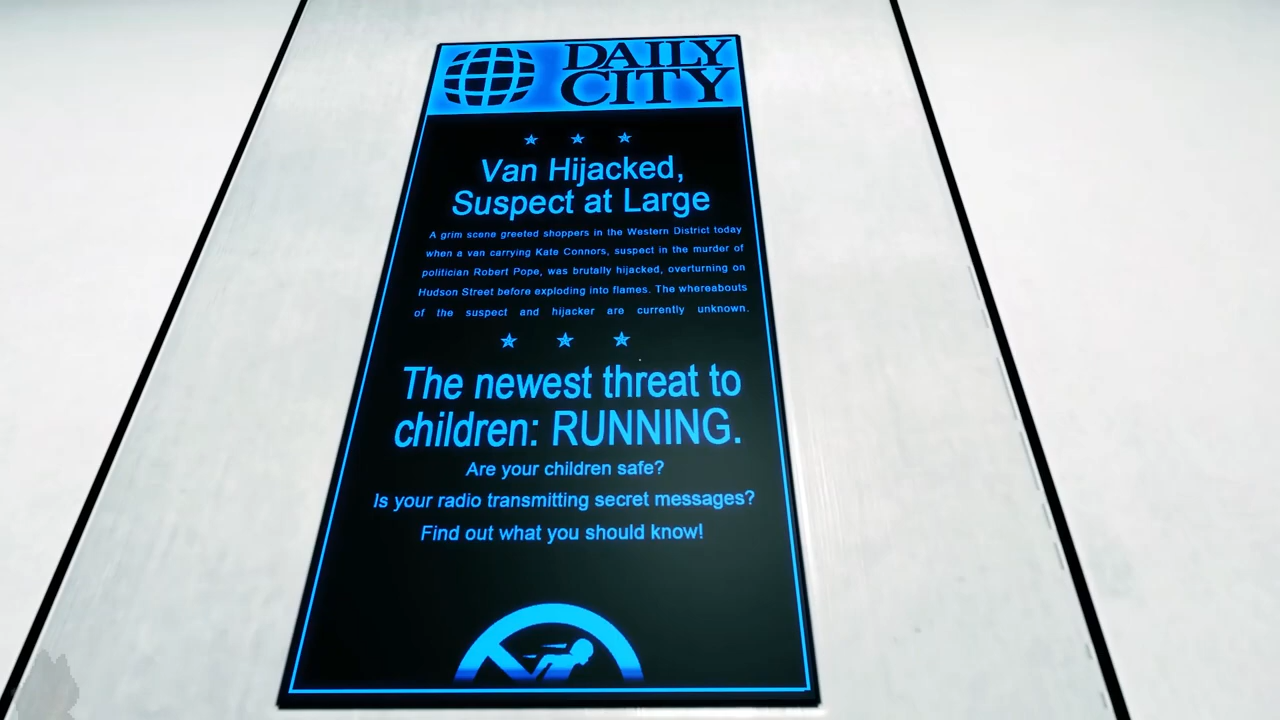 DAILY
CITY
Van Hijacked,
Suspect at Large
A grim scene greeted shoppers in the Western District today
when a van carrying Kate Connors, suspect in the murder of
politician Robert Pope, was brutally hijacked, overturning on
Hudson Street before exploding into flames. The whereabouts
of the suspect and hijacker are currently unknown.
The newest threat to
children: RUNNING.
Are your children safe?
Is your radio transmitting secret messages?
Find out what you should know!